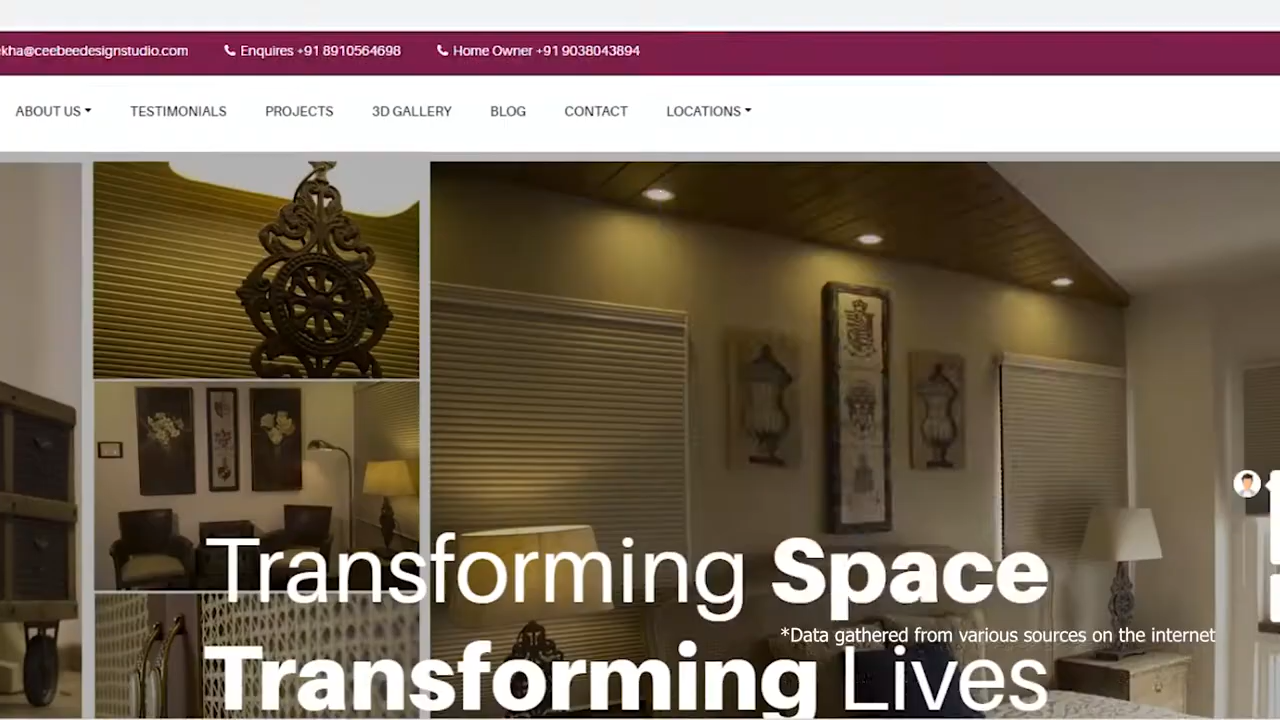 kha@ceebeedesignstudio.com Enquires +91 8910564698 Home Owner +91 9038043894
ABOUT US TESTIMONIALS PROJECTS 3D GALLERY BLOG CONTACT LOCATIONS
Transforming Space
*Data gathered from various sources on the internet
Transforming Lives